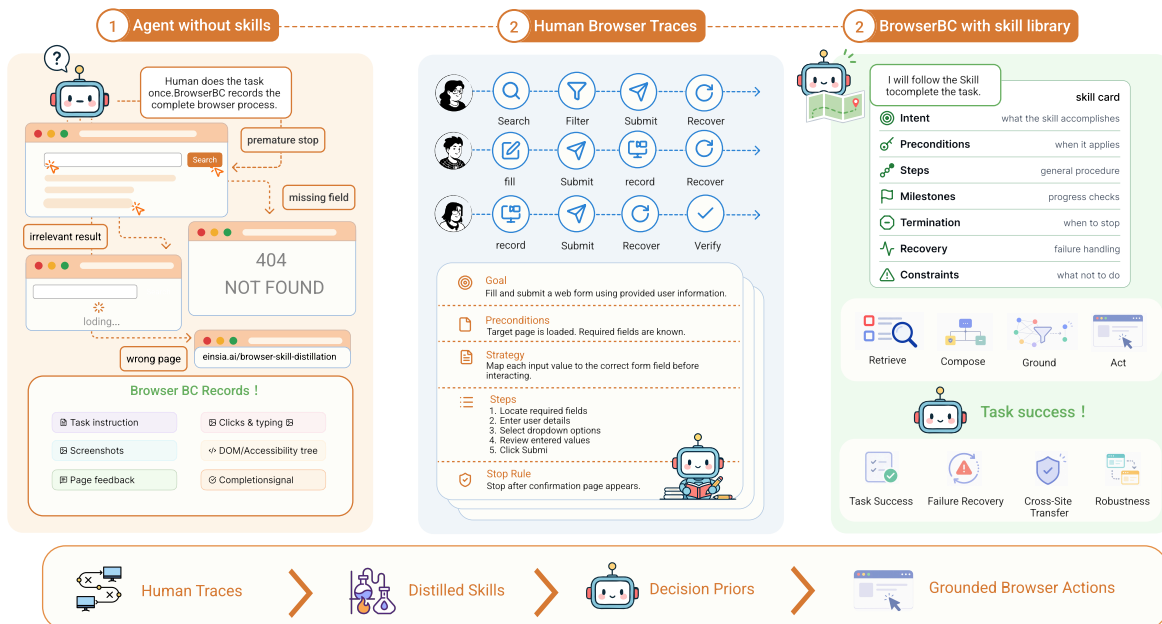 1 Agent without skills
2 Human Browser Traces
2 BrowserBC with skill library
?
Human does the task
once.BrowserBC records the
complete browser process.
premature stop
Search
missing field
irrelevant result
404
NOT FOUND
loding...
wrong page
einsia.ai/browser-skill-distillation
Browser BC Records !
Task instruction
Clicks & typing
Screenshots
DOM/Accessibility tree
Page feedback
Completionsignal
Search
Filter
Submit
Recover
fill
Submit
record
Recover
record
Submit
Recover
Verify
Goal
Fill and submit a web form using provided user information.
Preconditions
Target page is loaded. Required fields are known.
Strategy
Map each input value to the correct form field before
interacting.
Steps
1. Locate required fields
2. Enter user details
3. Select dropdown options
4. Review entered values
5. Click Submi
Stop Rule
Stop after confirmation page appears.
I will follow the Skill
tocomplete the task.
skill card
Intent what the skill accomplishes
Preconditions when it applies
Steps general procedure
Milestones progress checks
Termination when to stop
Recovery failure handling
Constraints what not to do
Retrieve
Compose
Ground
Act
Task success !
Task Success
Failure Recovery
Cross-Site
Transfer
Robustness
Human Traces
Distilled Skills
Decision Priors
Grounded Browser Actions